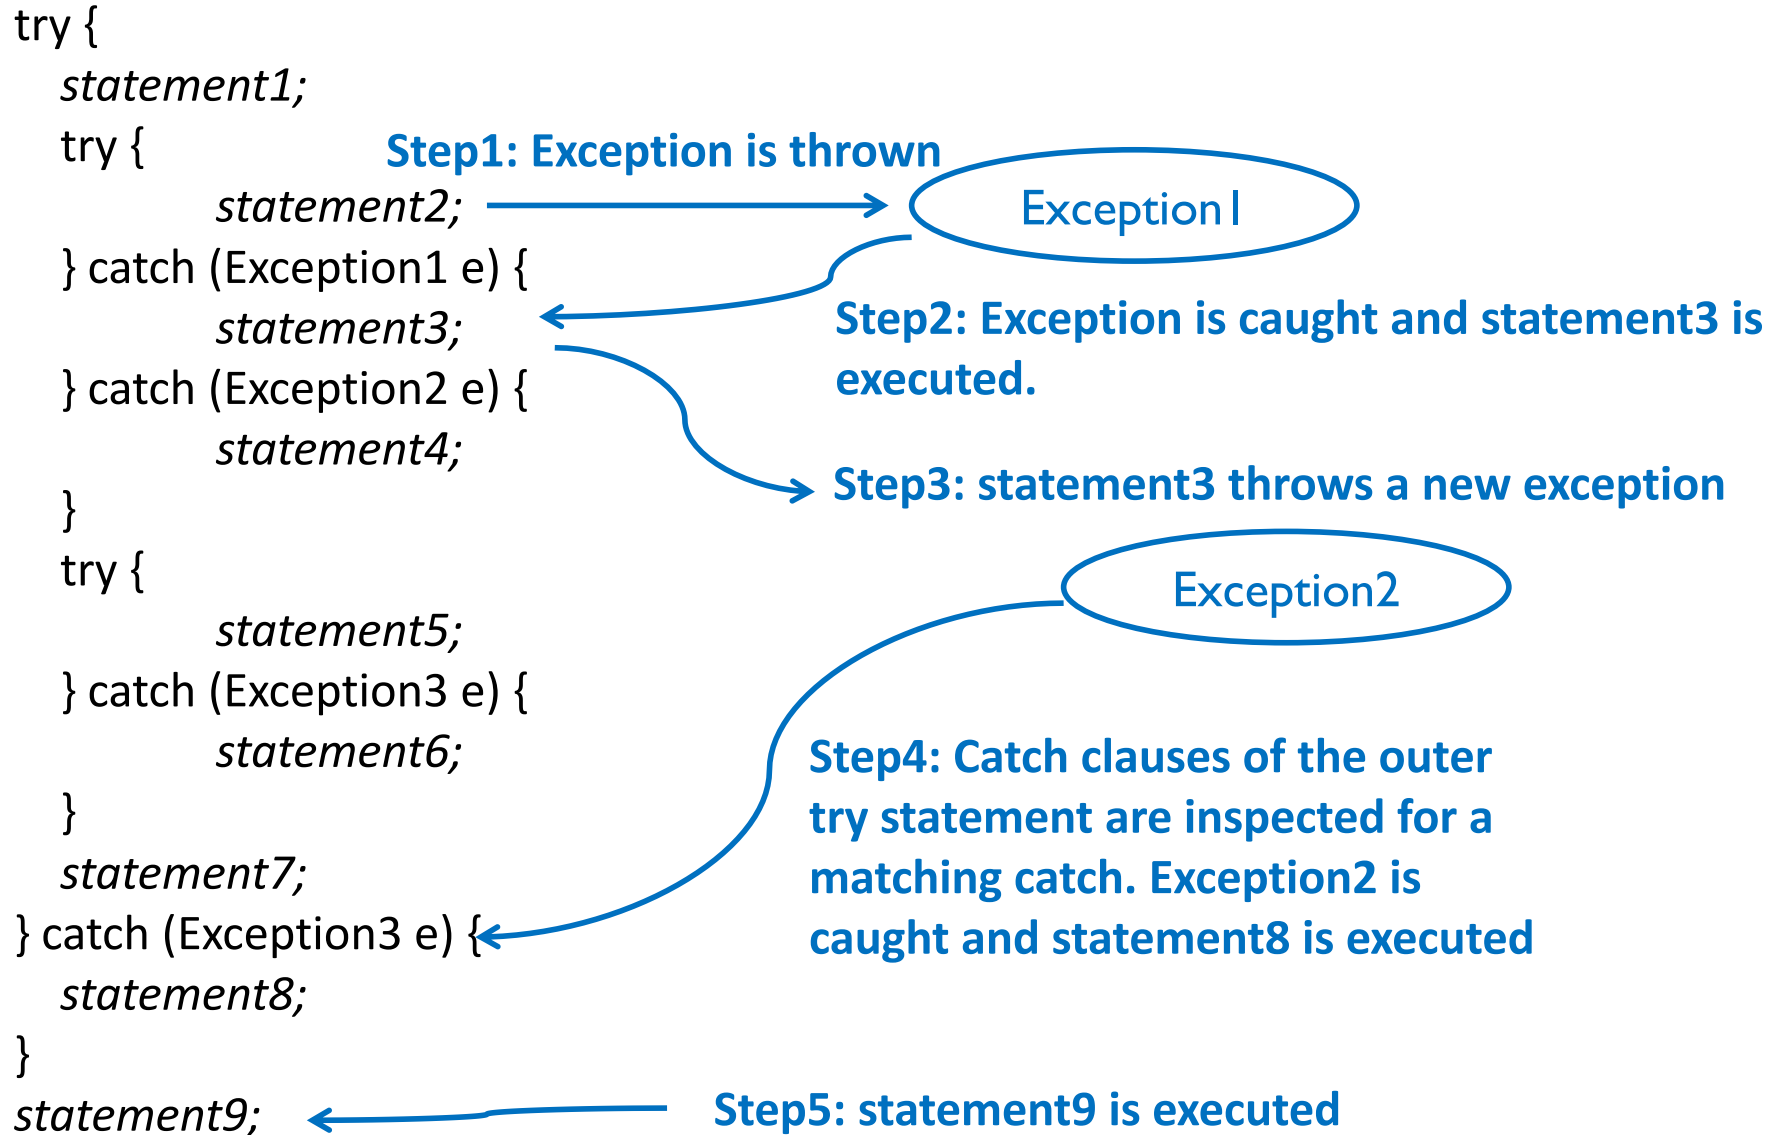 try {
statement1;
try {
Step1: Exception is thrown
statement2;
Exception1
} catch (Exception1 e) {
statement3;
Step2: Exception is caught and statement3 is
executed.
} catch (Exception2 e) {
statement4;
}
Step3: statement3 throws a new exception
try {
Exception2
statement5;
} catch (Exception3 e) {
statement6;
}
Step4: Catch clauses of the outer
try statement are inspected for a
matching catch. Exception2 is
caught and statement8 is executed
statement7;
} catch (Exception3 e) {
statement8;
}
statement9;
Step5: statement9 is executed